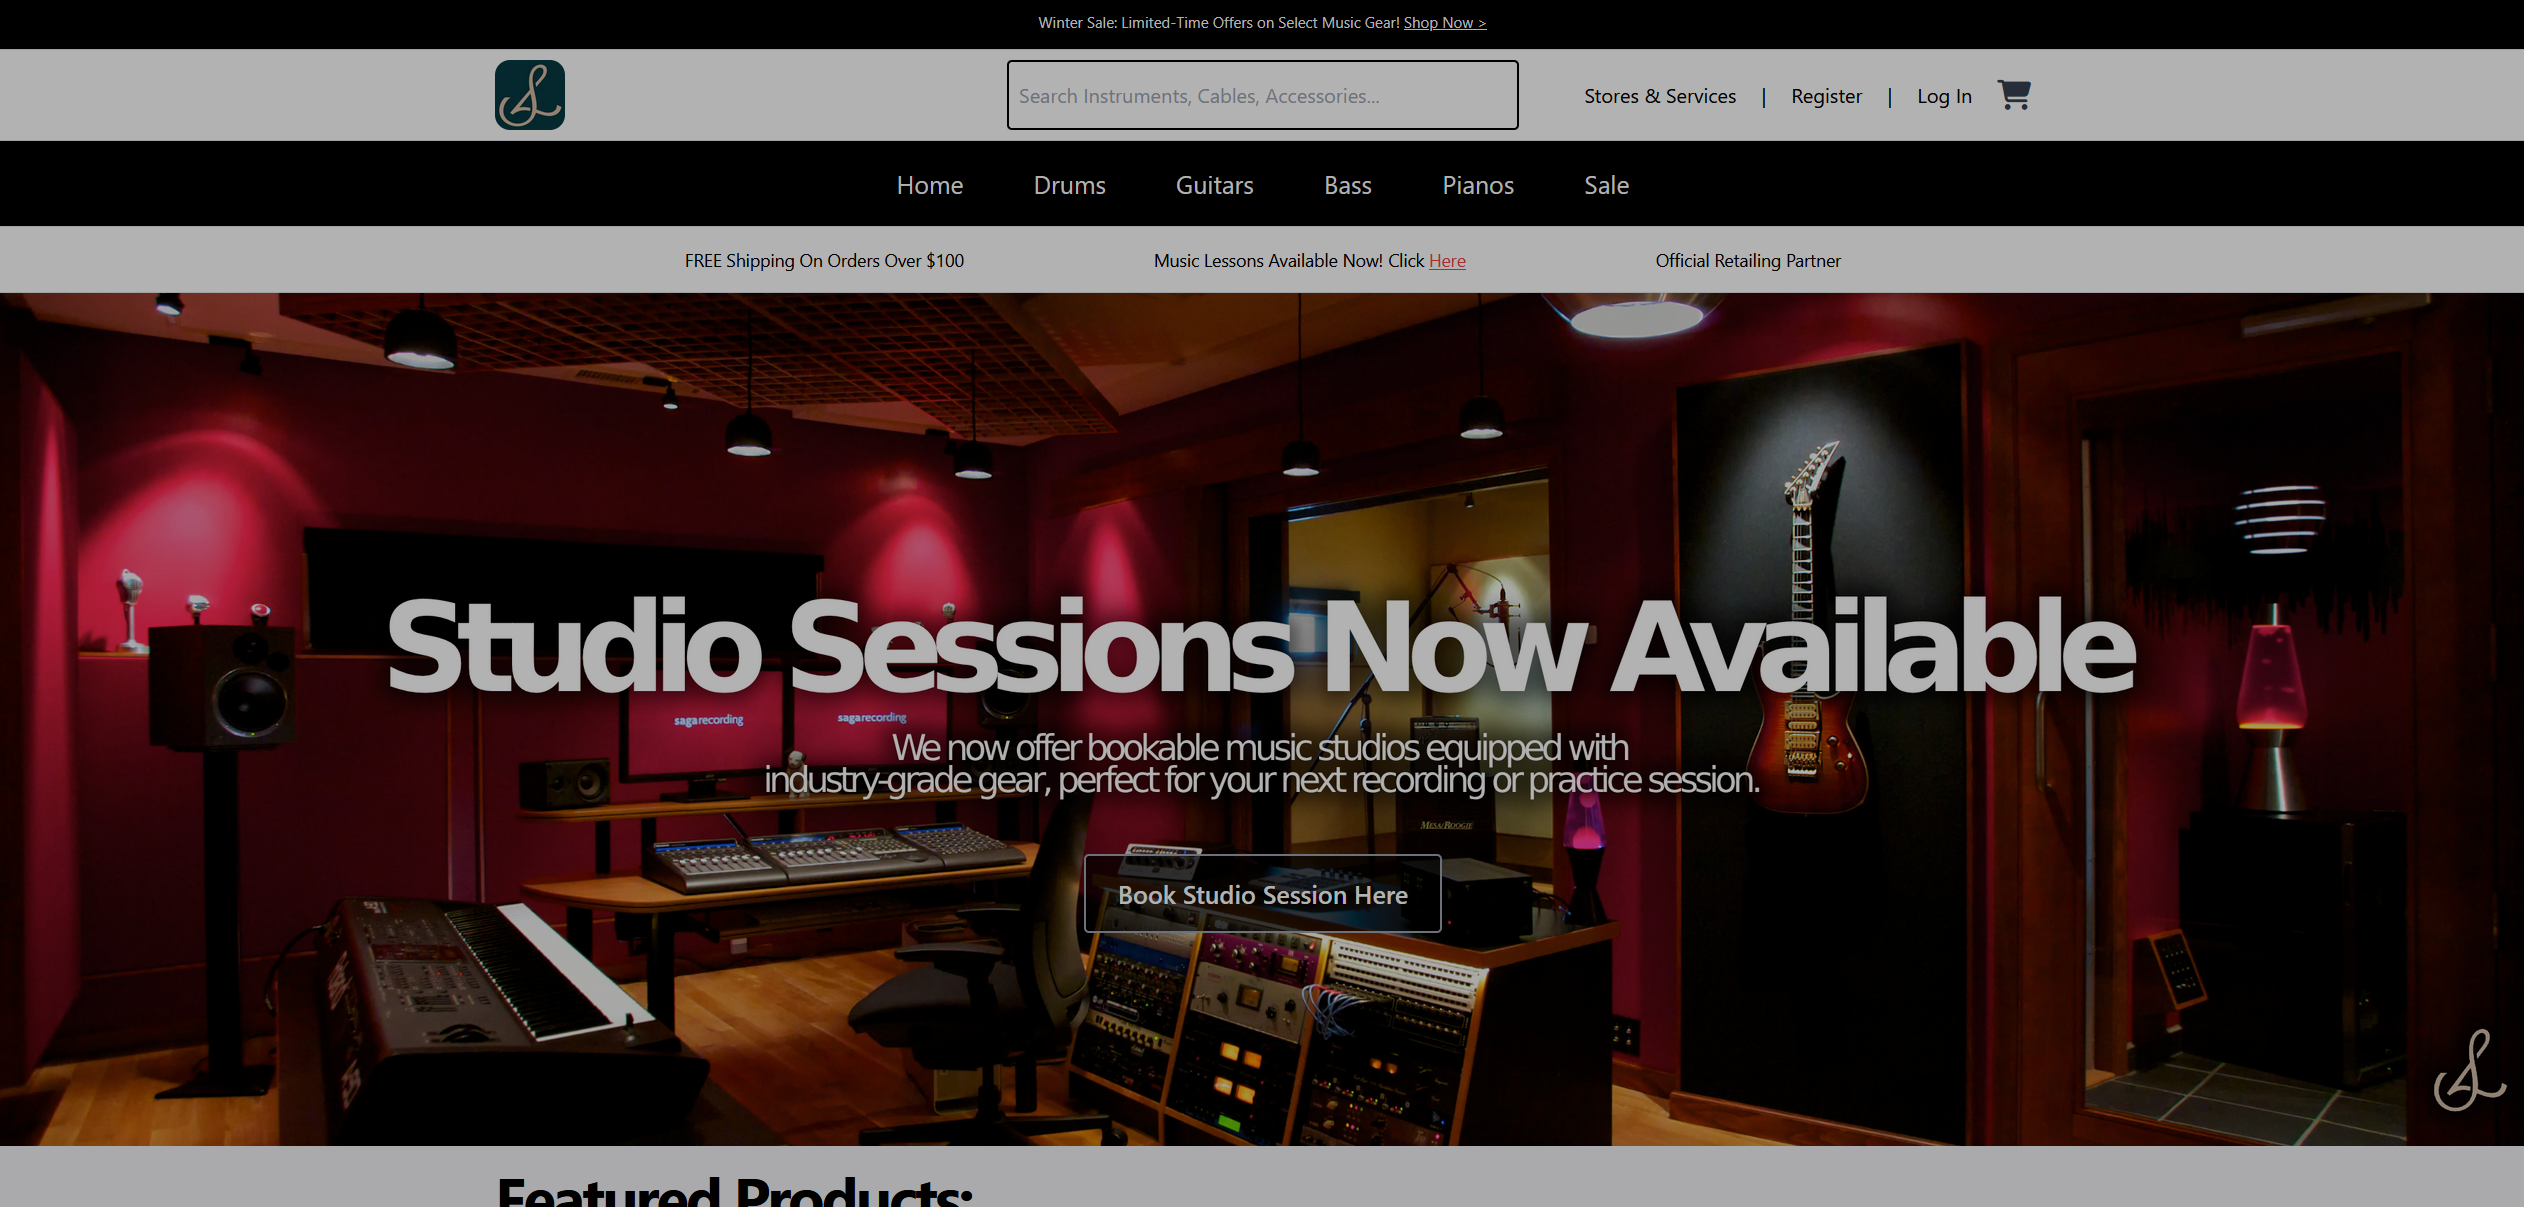 Winter Sale: Limited-Time Offers on Select Music Gear! Shop Now >
Search Instruments, Cables, Accessories...
Stores & Services | Register | Log In
Home Drums Guitars Bass Pianos Sale
FREE Shipping On Orders Over $100
Music Lessons Available Now! Click Here
Official Retailing Partner
Studio Sessions Now Available
sagarecording
sagarecording
We now offer bookable music studios equipped with
industry-grade gear, perfect for your next recording or practice session.
MESA/BOOGIE
Book Studio Session Here
Featured Products: